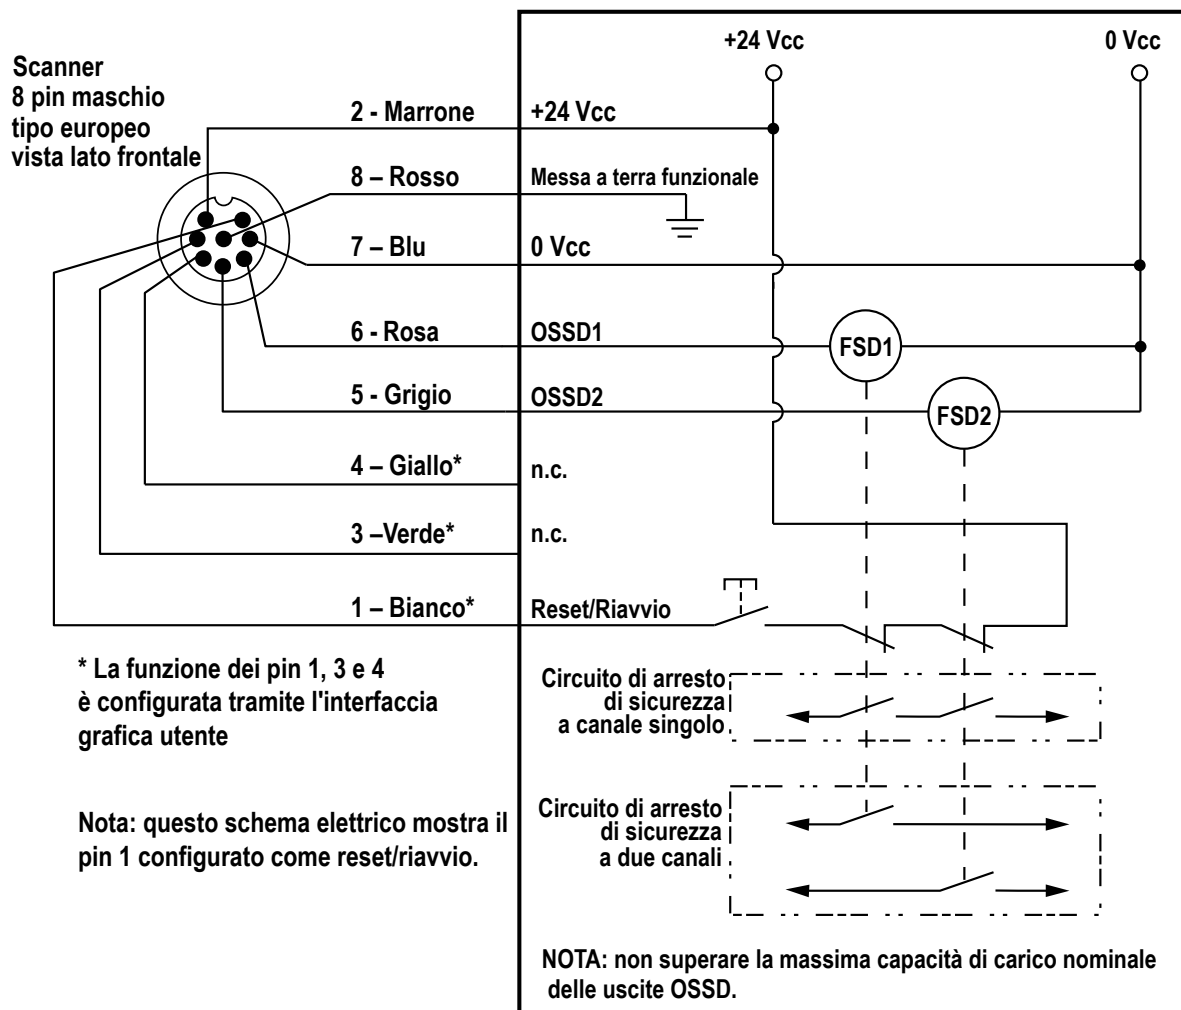 +24 Vcc
0 Vcc
Scanner
8 pin maschio
tipo europeo
vista lato frontale
2 - Marrone
+24 Vcc
8 – Rosso
Messa a terra funzionale
7 – Blu
0 Vcc
6 - Rosa
OSSD1
FSD1
5 - Grigio
OSSD2
FSD2
4 – Giallo*
n.c.
3 –Verde*
n.c.
1 – Bianco*
Reset/Riavvio
* La funzione dei pin 1, 3 e 4
è configurata tramite l'interfaccia
grafica utente
Circuito di arresto
di sicurezza
a canale singolo
Nota: questo schema elettrico mostra il
pin 1 configurato come reset/riavvio.
Circuito di arresto
di sicurezza
a due canali
NOTA: non superare la massima capacità di carico nominale
delle uscite OSSD.